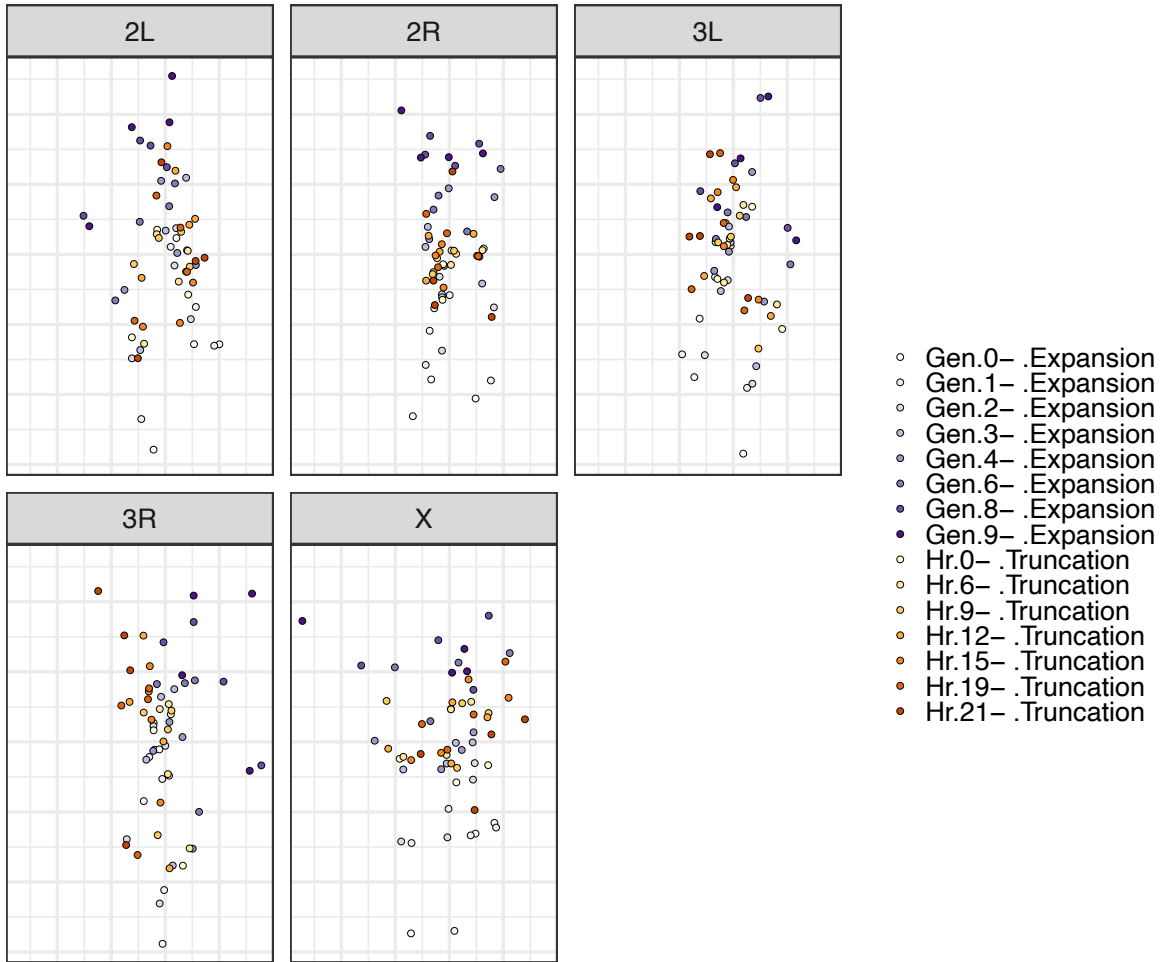 2L
2R
3L
3R
X
Gen.0− .Expansion
Gen.1− .Expansion
Gen.2− .Expansion
Gen.3− .Expansion
Gen.4− .Expansion
Gen.6− .Expansion
Gen.8− .Expansion
Gen.9− .Expansion
Hr.0− .Truncation
Hr.6− .Truncation
Hr.9− .Truncation
Hr.12− .Truncation
Hr.15− .Truncation
Hr.19− .Truncation
Hr.21− .Truncation